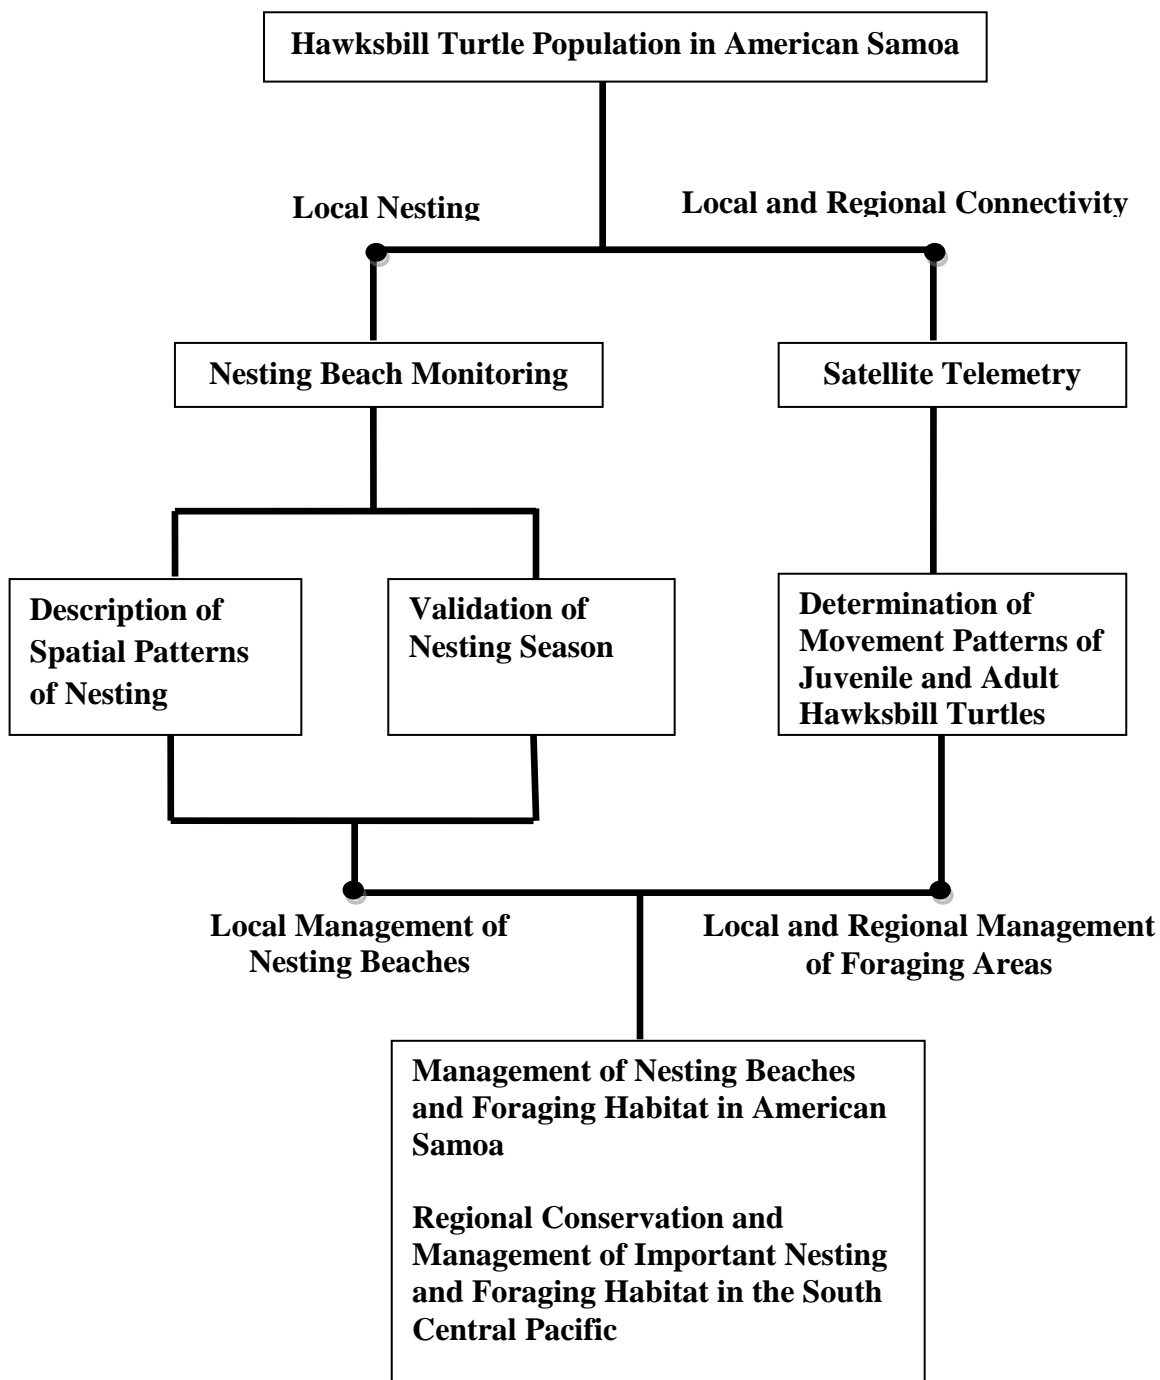 Hawksbill Turtle Population in American Samoa
Local Nesting
Local and Regional Connectivity
Nesting Beach Monitoring
Satellite Telemetry
Description of
Spatial Patterns
of Nesting
Validation of
Nesting Season
Determination of
Movement Patterns of
Juvenile and Adult
Hawksbill Turtles
Local Management of
Nesting Beaches
Local and Regional Management
of Foraging Areas
Management of Nesting Beaches
and Foraging Habitat in American
Samoa
Regional Conservation and
Management of Important Nesting
and Foraging Habitat in the South
Central Pacific